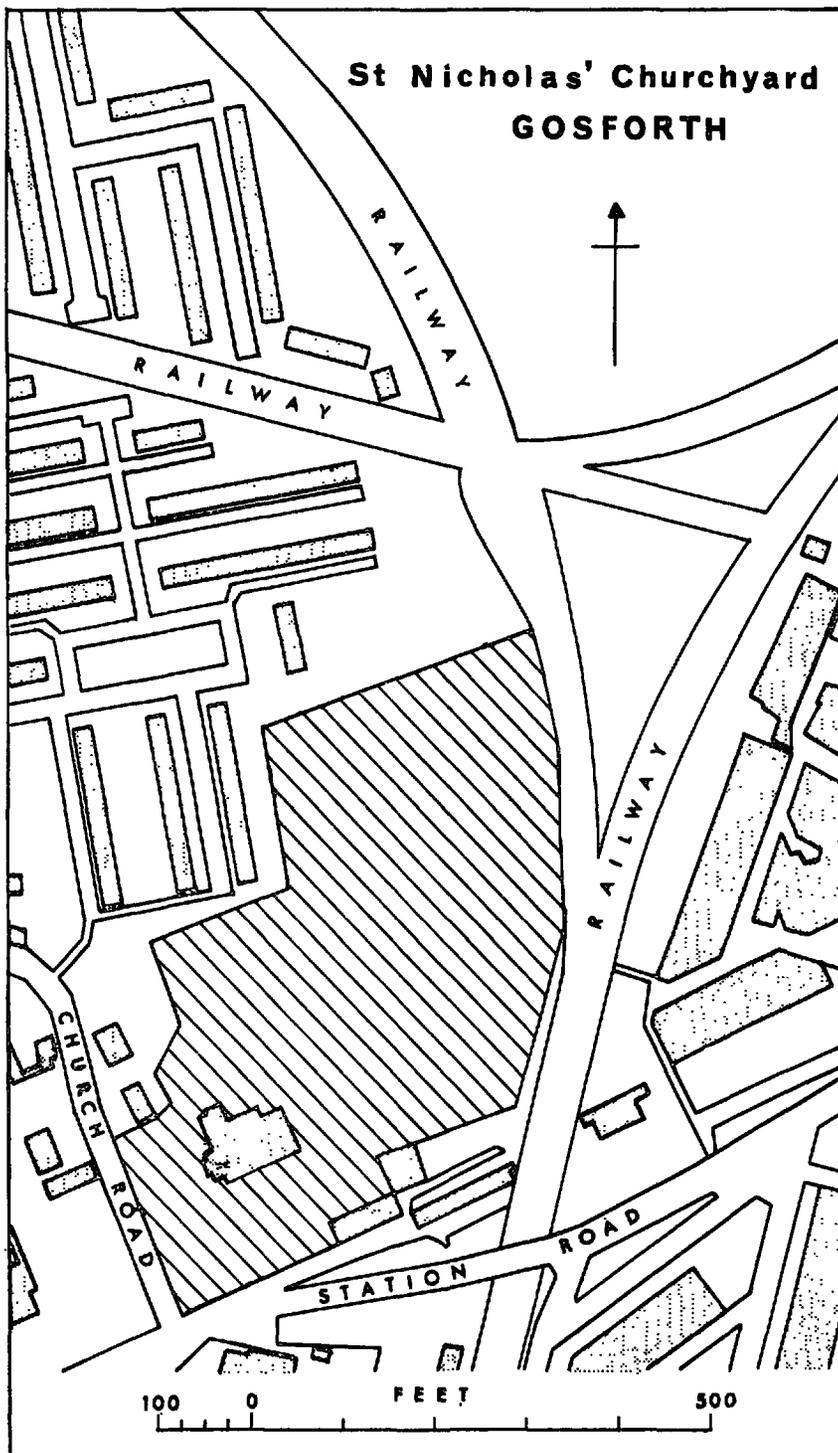 St Nicholas' Churchyard
GOSFORTH
RAILWAY
RAILWAY
RAILWAY
CHURCH ROAD
STATION ROAD
FEET
100 0 500